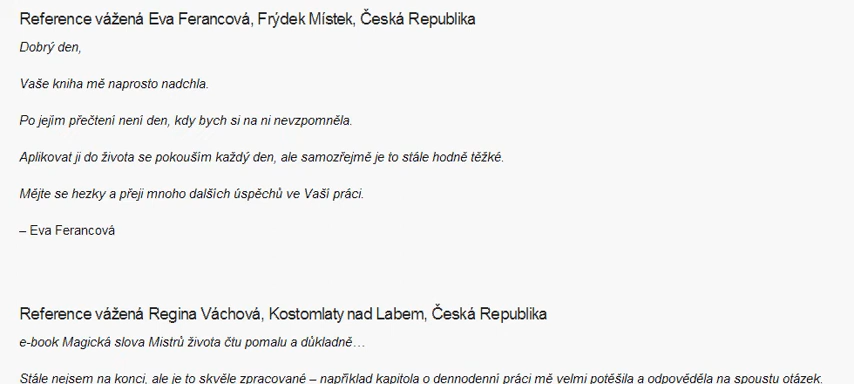 Reference vážená Eva Ferancová, Frýdek Místek, Česká Republika
Dobrý den,
Vaše kniha mě naprosto nadchla.
Po jejím přečtení není den, kdy bych si na ni nevzpomněla.
Aplikovat ji do života se pokouším každý den, ale samozřejmě je to stále hodně těžké.
Mějte se hezky a přeji mnoho dalších úspěchů ve Vaší práci.
– Eva Ferancová
Reference vážená Regina Váchová, Kostomlaty nad Labem, Česká Republika
e-book Magická slova Mistrů života čtu pomalu a důkladně…
Stále nejsem na konci, ale je to skvěle zpracované – například kapitola o dennodenní práci mě velmi potěšila a odpověděla na spoustu otázek,